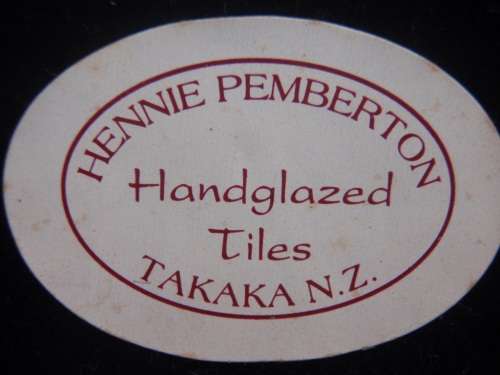 HENNIE PEMBERTON
Handglazed
Tiles
TAKAKA N.Z.